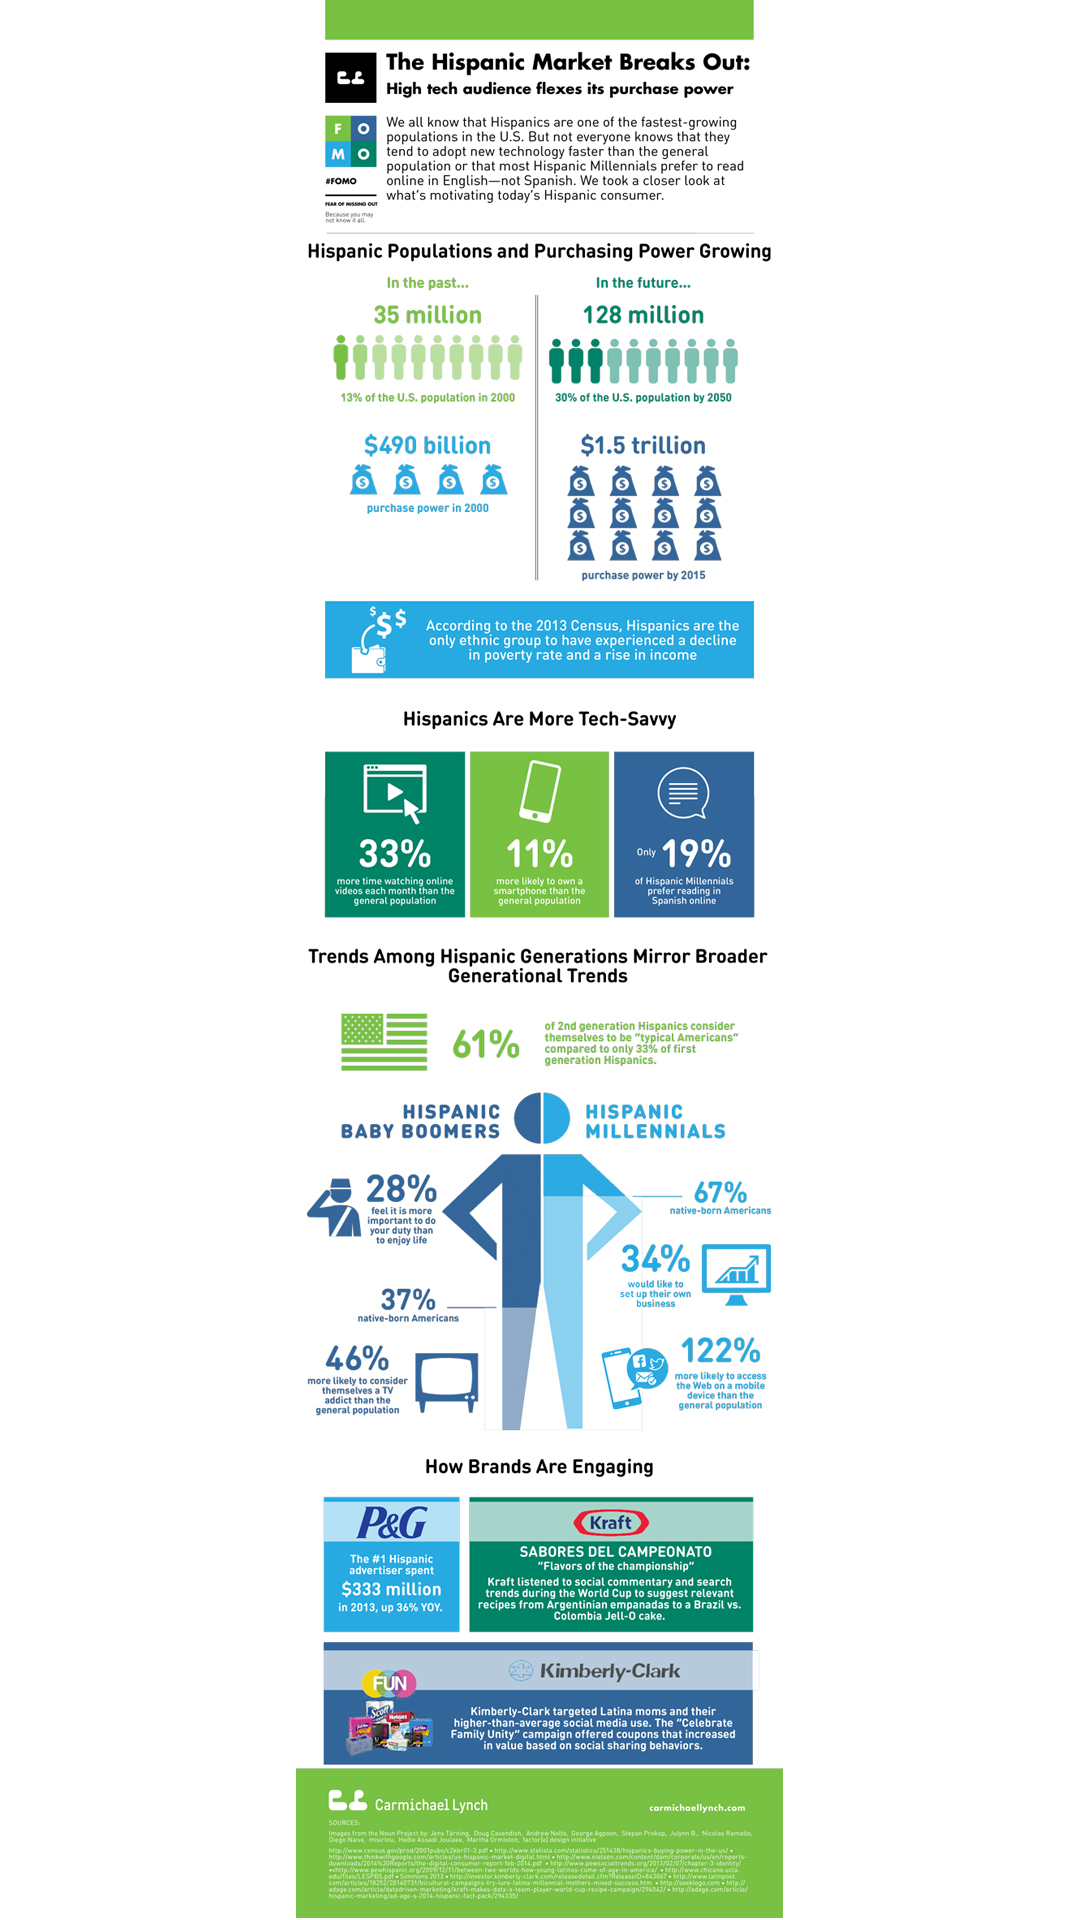 The Hispanic Market Breaks Out:
High tech audience flexes its purchase power
F O
M O
#FOMO
FEAR OF MISSING OUT
Because you may
not know it all.
We all know that Hispanics are one of the fastest-growing
populations in the U.S. But not everyone knows that they
tend to adopt new technology faster than the general
population or that most Hispanic Millennials prefer to read
online in English—not Spanish. We took a closer look at
what's motivating today's Hispanic consumer.
Hispanic Populations and Purchasing Power Growing
In the past...
35 million
13% of the U.S. population in 2000
$490 billion
purchase power in 2000
In the future...
128 million
30% of the U.S. population by 2050
$1.5 trillion
purchase power by 2015
According to the 2013 Census, Hispanics are the
only ethnic group to have experienced a decline
in poverty rate and a rise in income
Hispanics Are More Tech-Savvy
33%
more time watching online
videos each month than the
general population
11%
more likely to own a
smartphone than the
general population
Only 19%
of Hispanic Millennials
prefer reading in
Spanish online
Trends Among Hispanic Generations Mirror Broader
Generational Trends
61%
of 2nd generation Hispanics consider
themselves to be "typical Americans"
compared to only 33% of first
generation Hispanics.
HISPANIC
BABY BOOMERS
HISPANIC
MILLENNIALS
28%
feel it is more
important to do
your duty than
to enjoy life
37%
native-born Americans
46%
more likely to consider
themselves a TV
addict than the
general population
67%
native-born Americans
34%
would like to
set up their own
business
122%
more likely to access
the Web on a mobile
device than the
general population
How Brands Are Engaging
P&G
The #1 Hispanic
advertiser spent
$333 million
in 2013, up 36% YOY.
Kraft
SABORES DEL CAMPEONATO
"Flavors of the championship"
Kraft listened to social commentary and search
trends during the World Cup to suggest relevant
recipes from Argentinian empanadas to a Brazil vs.
Colombia Jell-O cake.
FUN
Scott
HUGGIES
Kimberly-Clark
Kimberly-Clark targeted Latina moms and their
higher-than-average social media use. The "Celebrate
Family Unity" campaign offered coupons that increased
in value based on social sharing behaviors.
Carmichael Lynch
carmichaellynch.com
SOURCES:
Images from the Noun Project by: Jens Tärning, Doug Cavendish, Andrew Nolte, George Agpoon, Stepan Prokop, Julynn B., Nicolas Ramallo,
Diego Naive, misirlou, Hedie Assadi Joulaee, Martha Ormiston, factor[e] design initiative